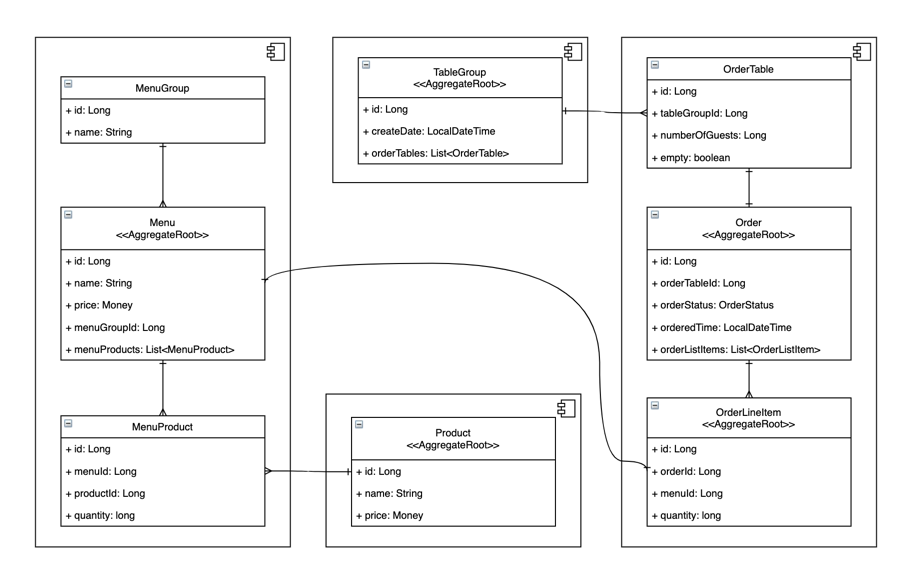 MenuGroup
+ id: Long
+ name: String
Menu
<<AggregateRoot>>
+ id: Long
+ name: String
+ price: Money
+ menuGroupId: Long
+ menuProducts: List<MenuProduct>
MenuProduct
+ id: Long
+ menuId: Long
+ productId: Long
+ quantity: long
TableGroup
<<AggregateRoot>>
+ id: Long
+ createDate: LocalDateTime
+ orderTables: List<OrderTable>
Product
<<AggregateRoot>>
+ id: Long
+ name: String
+ price: Money
OrderTable
+ id: Long
+ tableGroupId: Long
+ numberOfGuests: Long
+ empty: boolean
Order
<<AggregateRoot>>
+ id: Long
+ orderTableId: Long
+ orderStatus: OrderStatus
+ orderedTime: LocalDateTime
+ orderListItems: List<OrderListItem>
OrderLineItem
<<AggregateRoot>>
+ id: Long
+ orderId: Long
+ menuId: Long
+ quantity: long